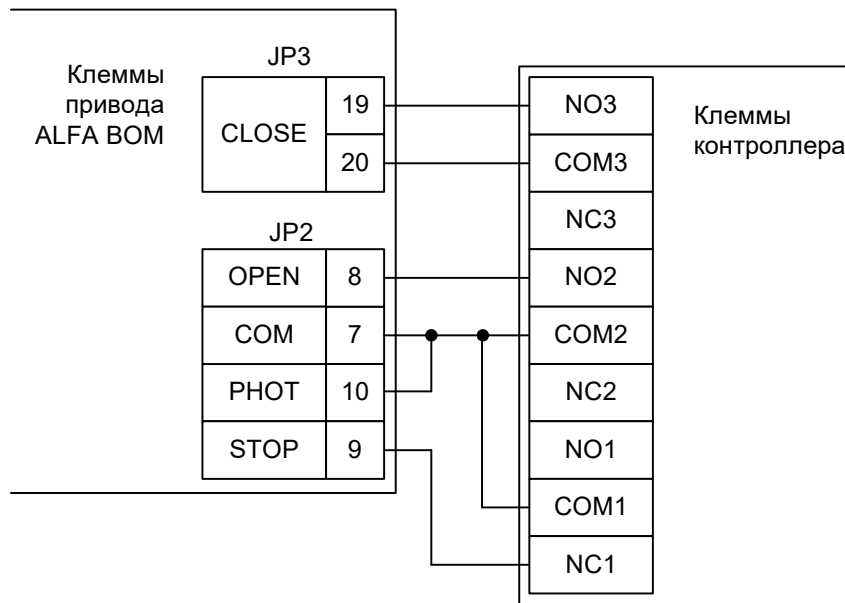 Клеммы
привода
ALFA BOM
JP3
CLOSE
19
20
JP2
OPEN 8
COM 7
PHOT 10
STOP 9
NO3
COM3
NC3
NO2
COM2
NC2
NO1
COM1
NC1
Клеммы
контроллера